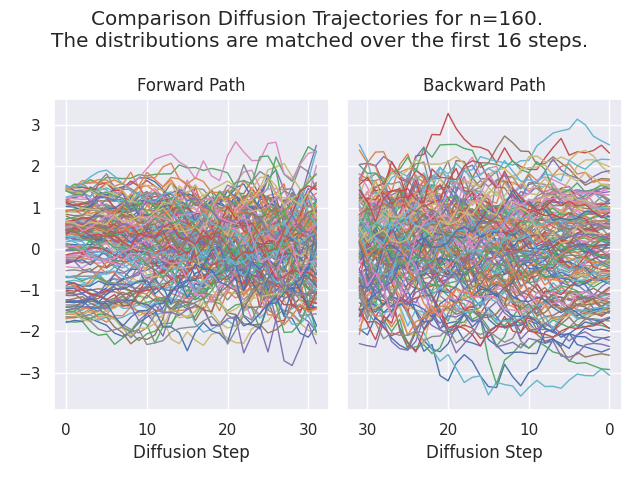 Comparison Diffusion Trajectories for n=160.
The distributions are matched over the first 16 steps.
Forward Path
Backward Path
3
2
1
0
−1
−2
−3
0 10 20 30
30 20 10 0
Diffusion Step
Diffusion Step